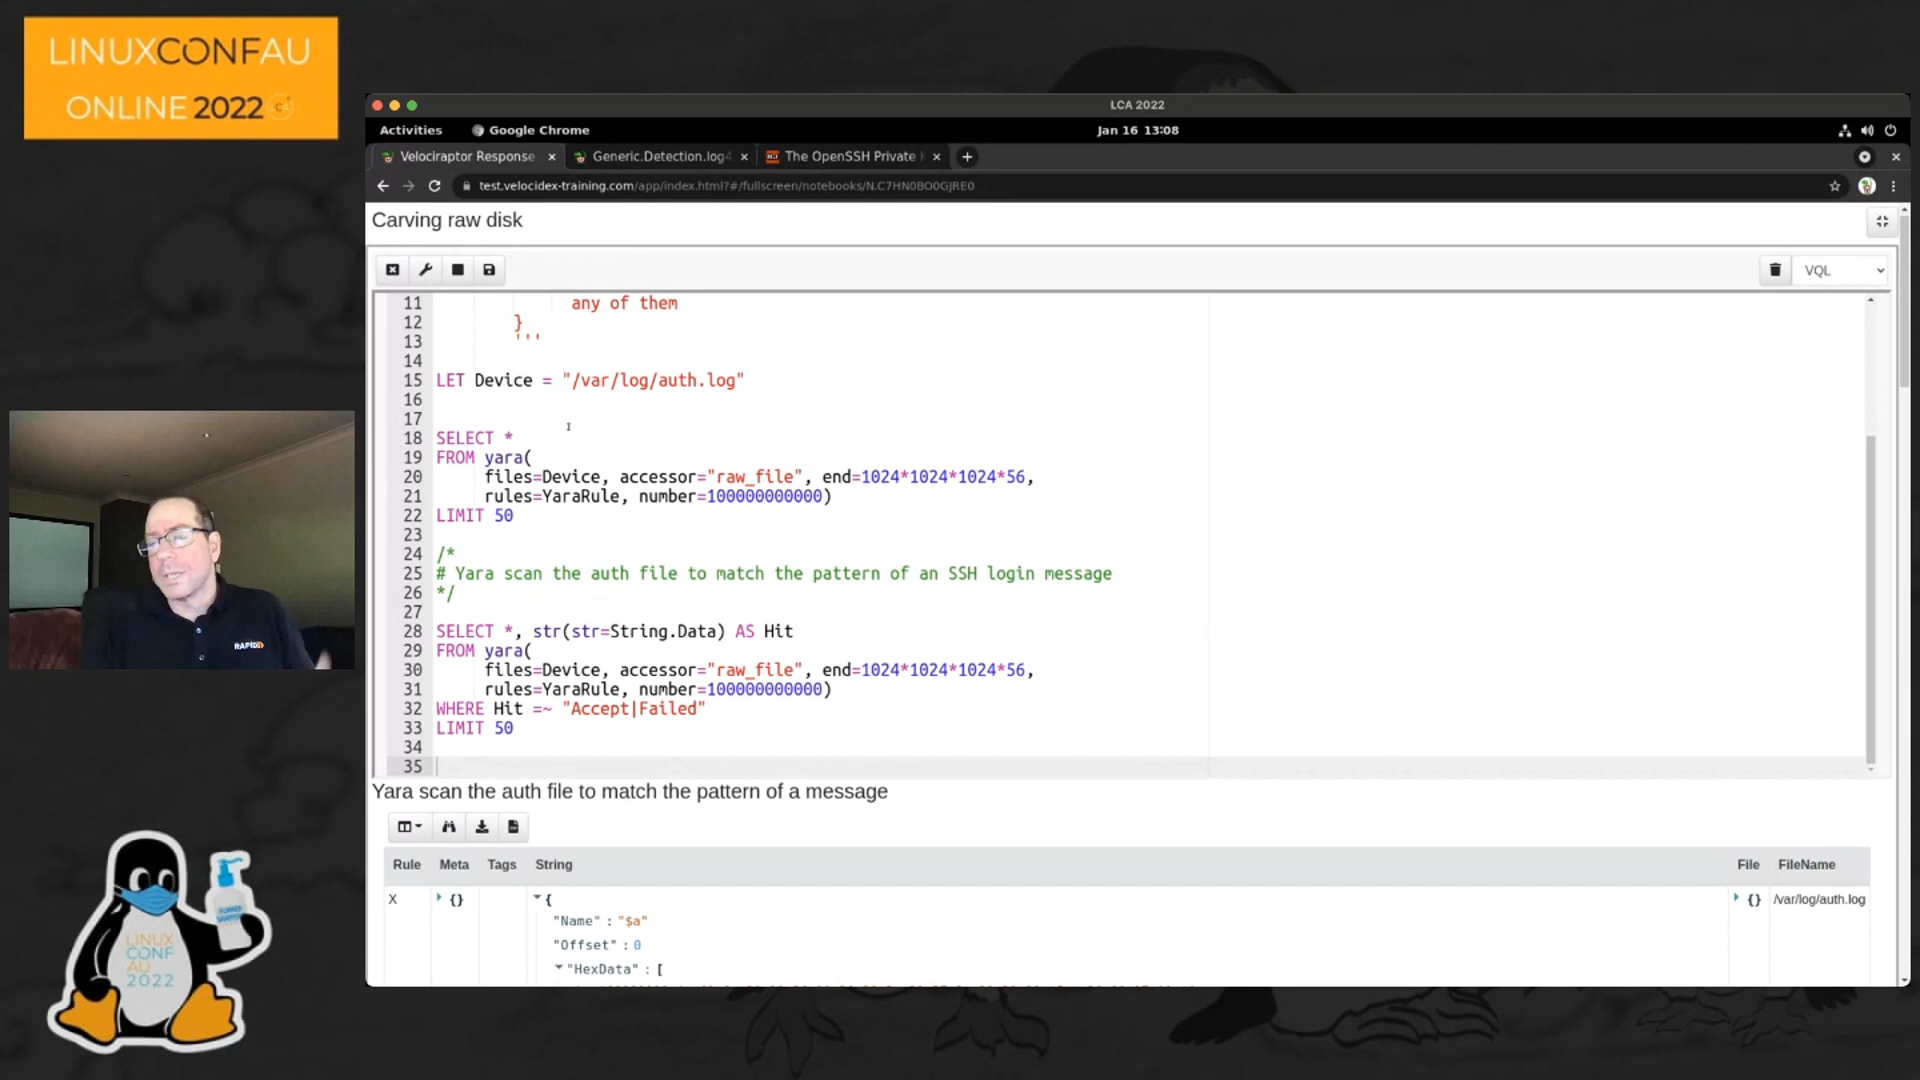 LINUXCONFAU
ONLINE 2022
LCA 2022
Activities
Google Chrome
Jan 16 13:08
Velociraptor Response
Generic.Detection.log4
The OpenSSH Private
test.velocidex-training.com/app/index.html?#/fullscreen/notebooks/N.C7HN0BO0GJRE0
Carving raw disk
VQL
11 any of them
12 }
13 '''
14
15 LET Device = "/var/log/auth.log"
16
17
18 SELECT *
19 FROM yara(
20 files=Device, accessor="raw_file", end=1024*1024*1024*56,
21 rules=YaraRule, number=100000000000)
22 LIMIT 50
23
24 /*
25 # Yara scan the auth file to match the pattern of an SSH login message
26 */
27
28 SELECT *, str(str=String.Data) AS Hit
29 FROM yara(
30 files=Device, accessor="raw_file", end=1024*1024*1024*56,
31 rules=YaraRule, number=100000000000)
32 WHERE Hit =~ "Accept|Failed"
33 LIMIT 50
34
35
Yara scan the auth file to match the pattern of a message
Rule Meta Tags String File FileName
X {} { {} /var/log/auth.log
"Name" : "$a"
"Offset" : 0
"HexData" : [
RAPID7
LINUX
CONF
AU
2022